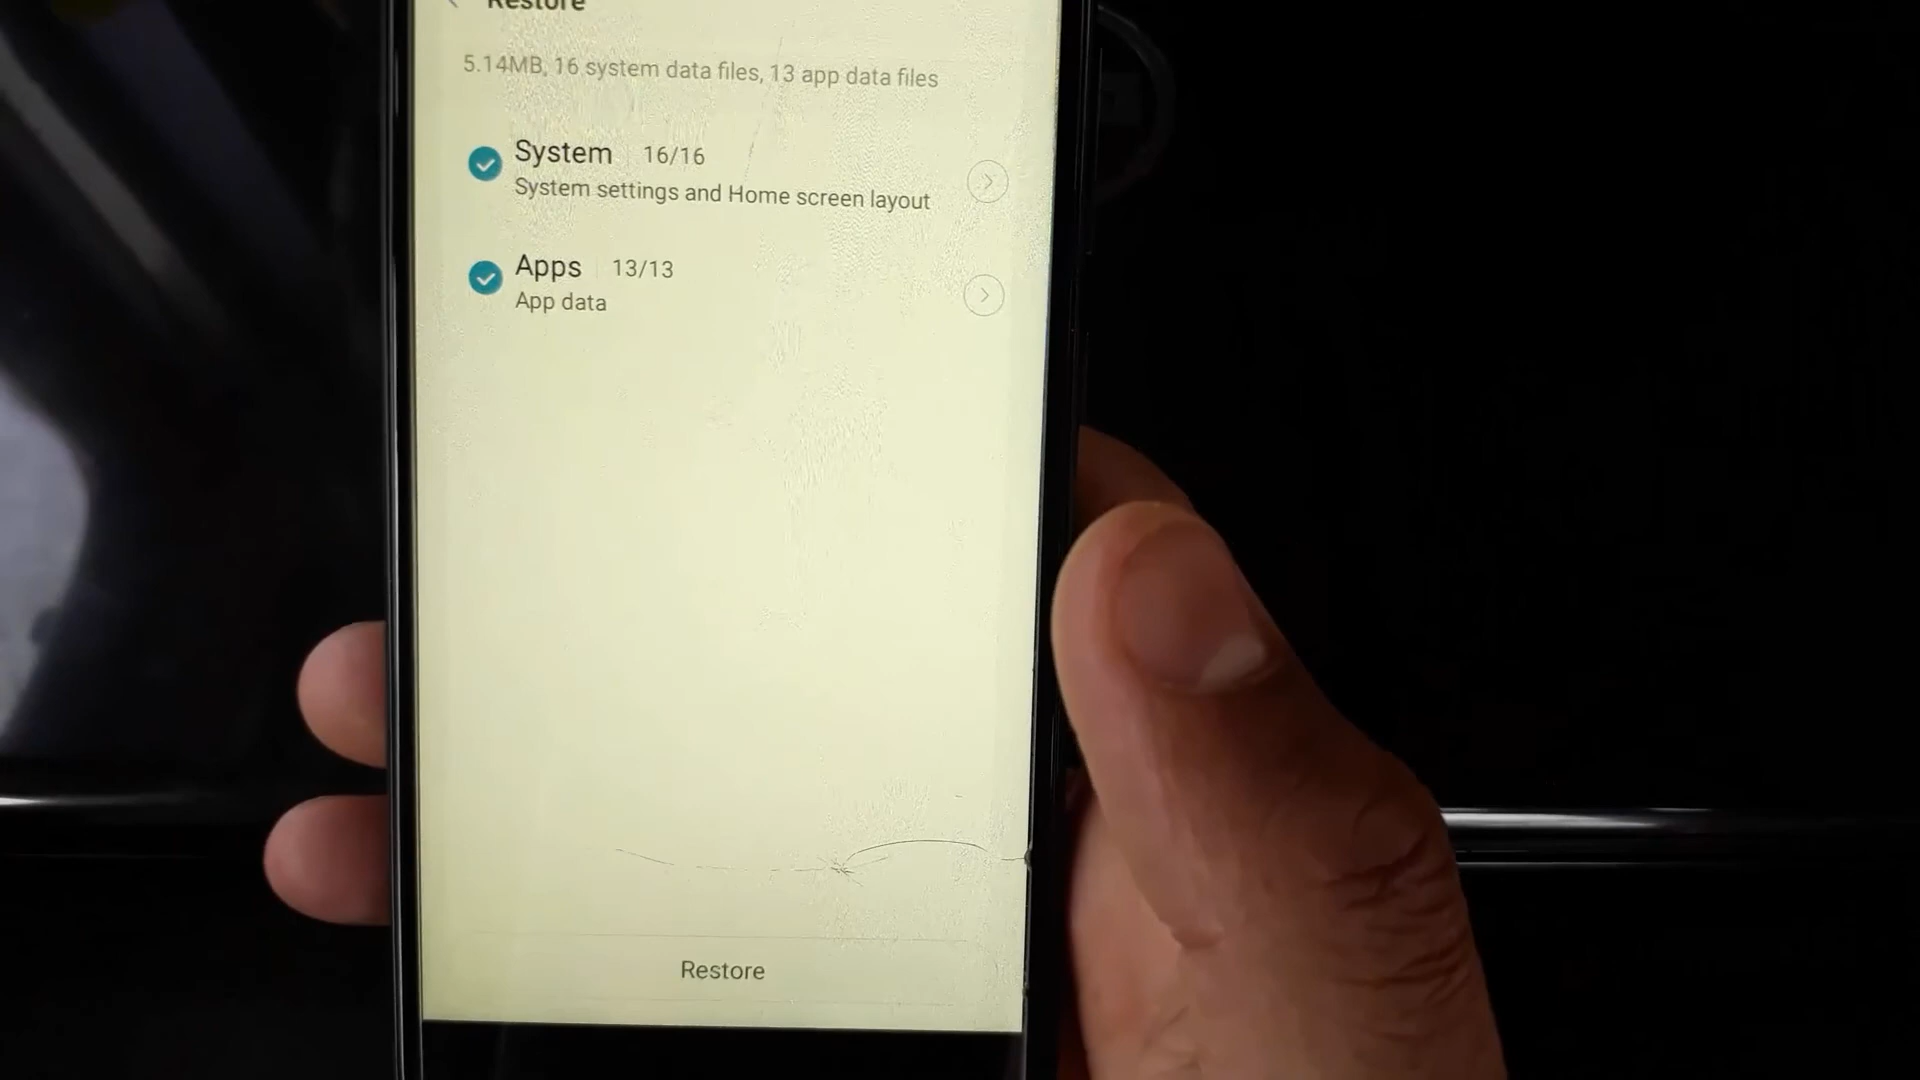 Restore
5.14MB, 16 system data files, 13 app data files
System 16/16
System settings and Home screen layout
Apps 13/13
App data
Restore